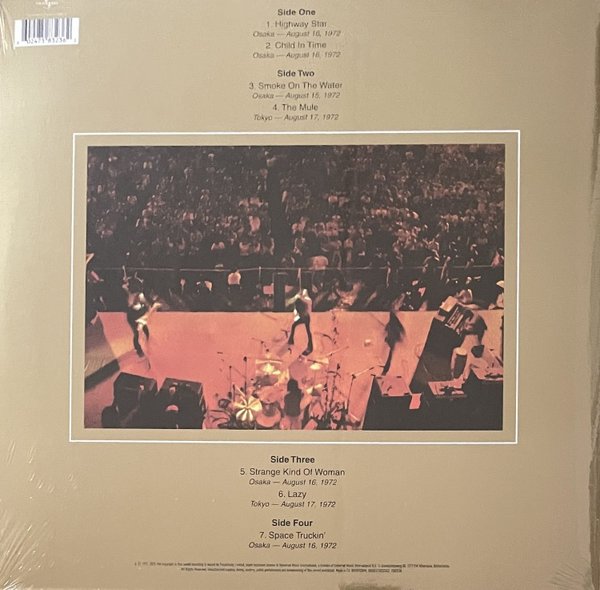 Side One
1. Highway Star
Osaka — August 16, 1972
2. Child In Time
Osaka — August 16, 1972
Side Two
3. Smoke On The Water
Osaka — August 15, 1972
4. The Mule
Tokyo — August 17, 1972
Side Three
5. Strange Kind Of Woman
Osaka — August 16, 1972
6. Lazy
Tokyo — August 17, 1972
Side Four
7. Space Truckin'
Osaka — August 16, 1972